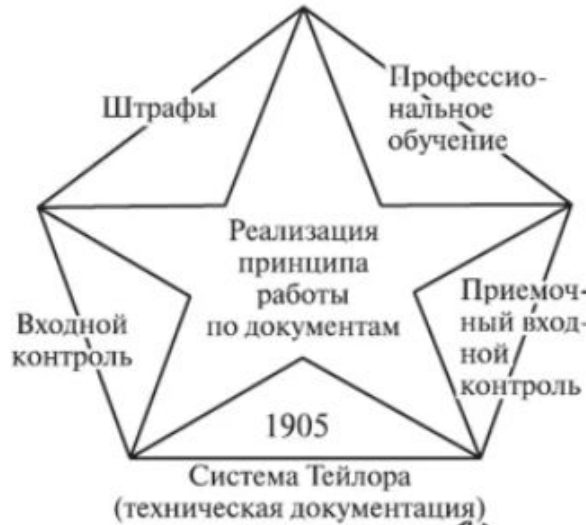 Штрафы
Профессио-
нальное
обучение
Реализация
принципа
работы
по документам
Входной
контроль
Приемоч-
ный вход-
ной
контроль
1905
Система Тейлора
(техническая документация)